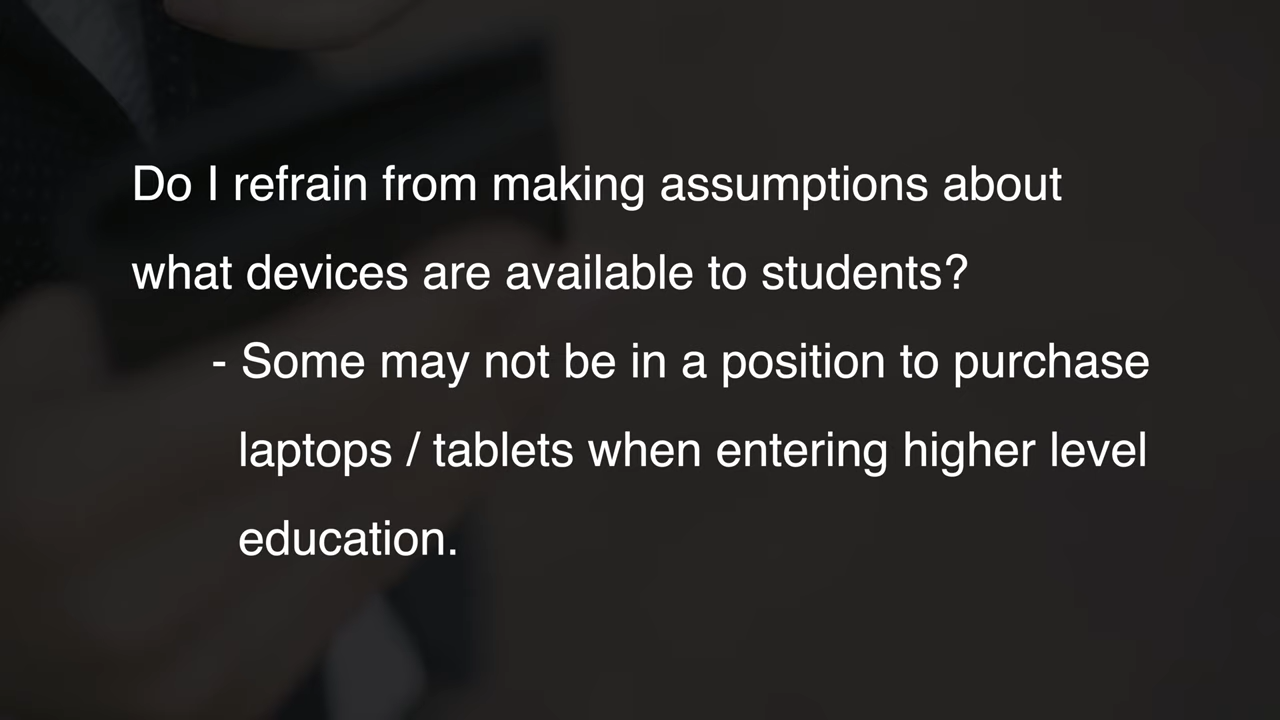 Do I refrain from making assumptions about
what devices are available to students?
- Some may not be in a position to purchase
laptops / tablets when entering higher level
education.